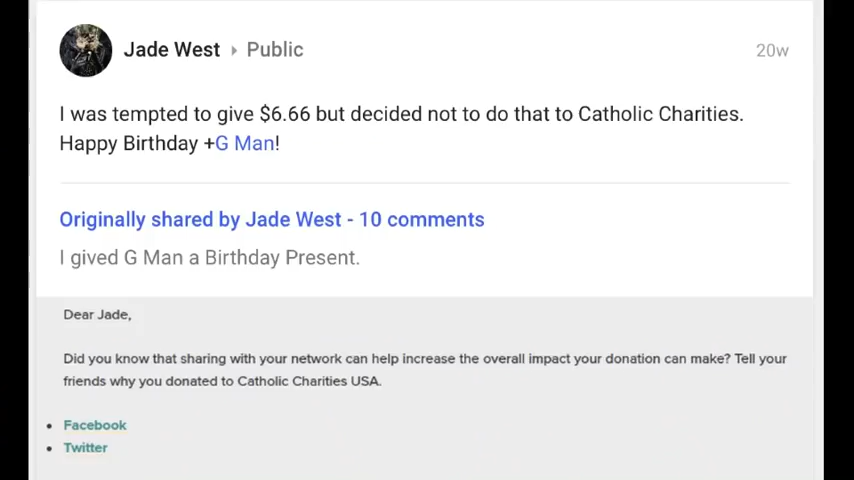 Jade West ▸ Public
20w
I was tempted to give $6.66 but decided not to do that to Catholic Charities.
Happy Birthday +G Man!
Originally shared by Jade West - 10 comments
I gived G Man a Birthday Present.
Dear Jade,
Did you know that sharing with your network can help increase the overall impact your donation can make? Tell your
friends why you donated to Catholic Charities USA.
• Facebook
• Twitter